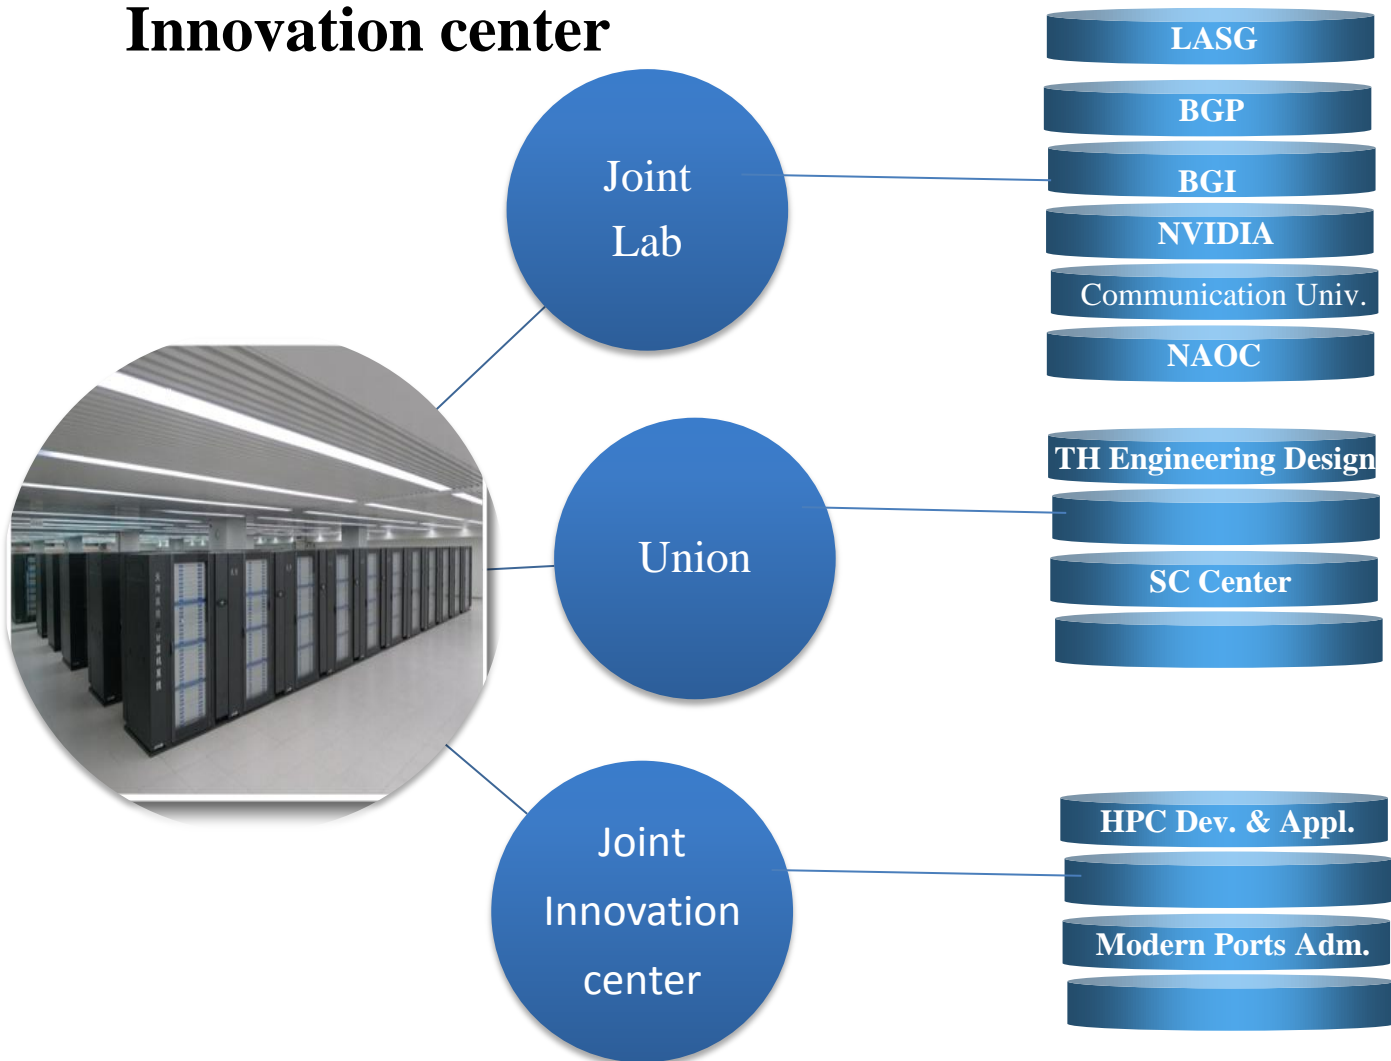 Innovation center
Joint
Lab
LASG
BGP
BGI
NVIDIA
Communication Univ.
NAOC
Union
TH Engineering Design
SC Center
Joint
Innovation
center
HPC Dev. & Appl.
Modern Ports Adm.